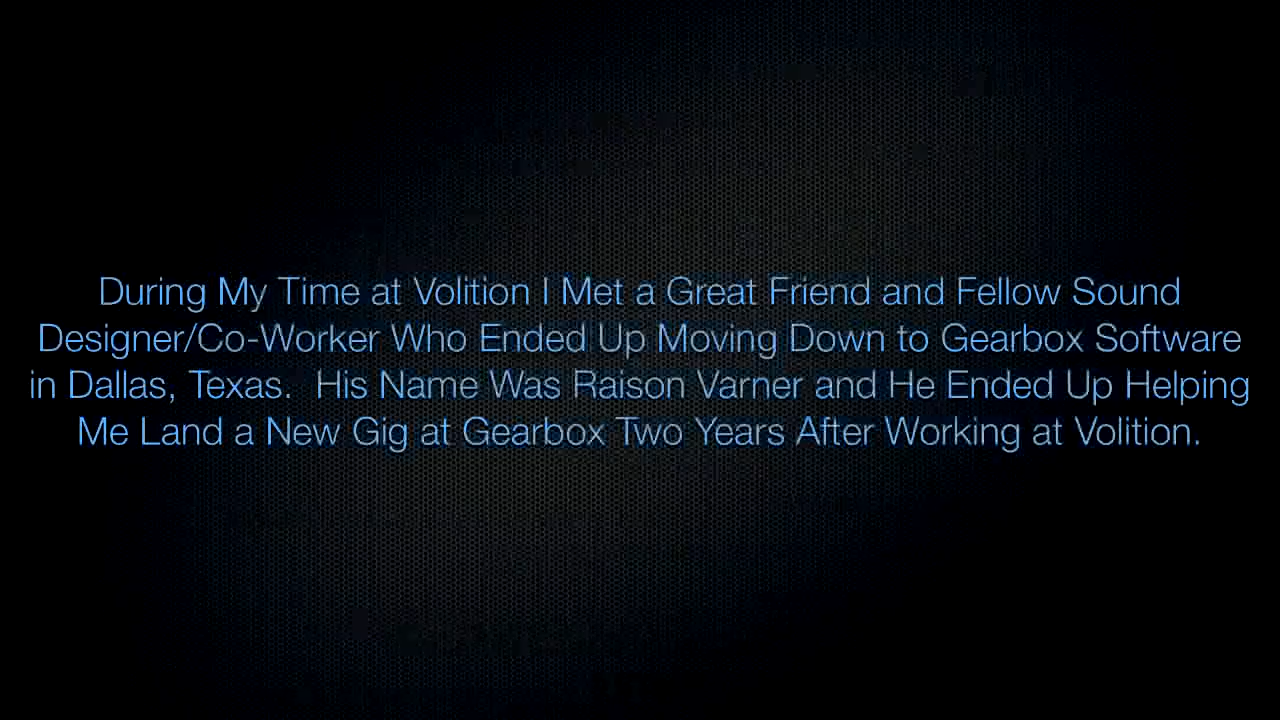 During My Time at Volition I Met a Great Friend and Fellow Sound
Designer/Co-Worker Who Ended Up Moving Down to Gearbox Software
in Dallas, Texas.  His Name Was Raison Varner and He Ended Up Helping
Me Land a New Gig at Gearbox Two Years After Working at Volition.